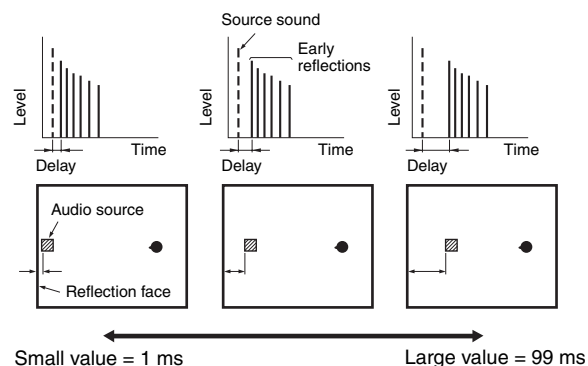 Source sound
Early
reflections
Level
Level
Level
Time
Time
Time
Delay
Delay
Delay
Audio source
Reflection face
Small value = 1 ms
Large value = 99 ms